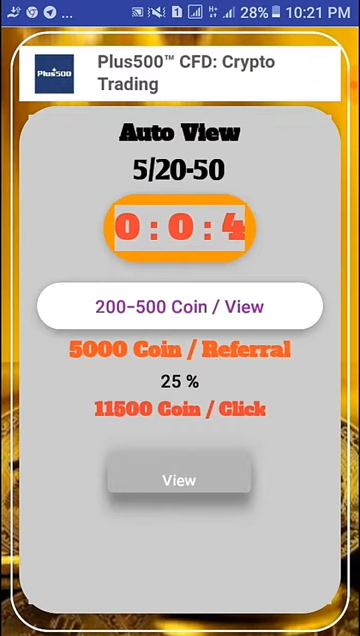 ... 28% 10:21 PM
Plus500
Plus500™ CFD: Crypto
Trading
Auto View
5/20-50
0 : 0 : 4
200-500 Coin / View
5000 Coin / Referral
25 %
11500 Coin / Click
View